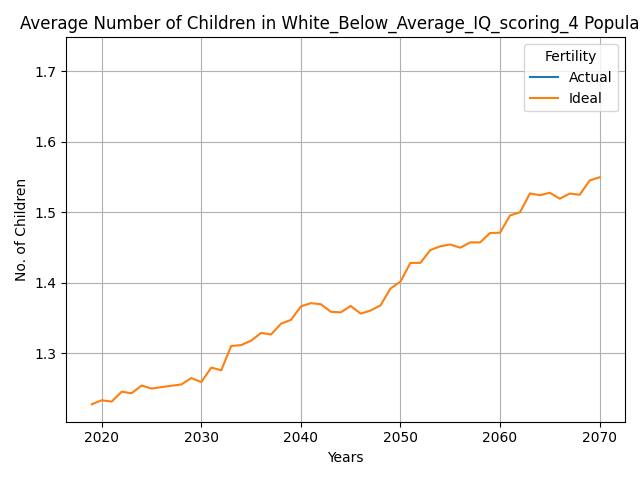 Average Number of Children in White_Below_Average_IQ_scoring_4 Popula
Fertility
Actual
Ideal
1.7
1.6
1.5
1.4
1.3
No. of Children
2020 2030 2040 2050 2060 2070
Years